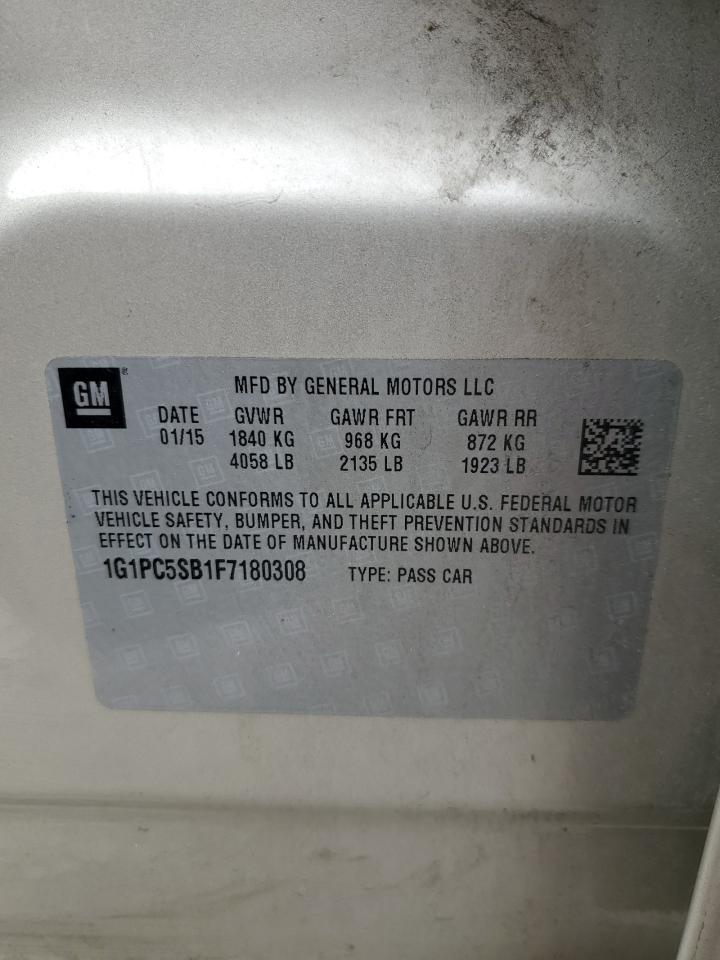 GM ®
MFD BY GENERAL MOTORS LLC
DATE GVWR GAWR FRT GAWR RR
01/15 1840 KG 968 KG 872 KG
4058 LB 2135 LB 1923 LB
THIS VEHICLE CONFORMS TO ALL APPLICABLE U.S. FEDERAL MOTOR
VEHICLE SAFETY, BUMPER, AND THEFT PREVENTION STANDARDS IN
EFFECT ON THE DATE OF MANUFACTURE SHOWN ABOVE.
1G1PC5SB1F7180308 TYPE: PASS CAR